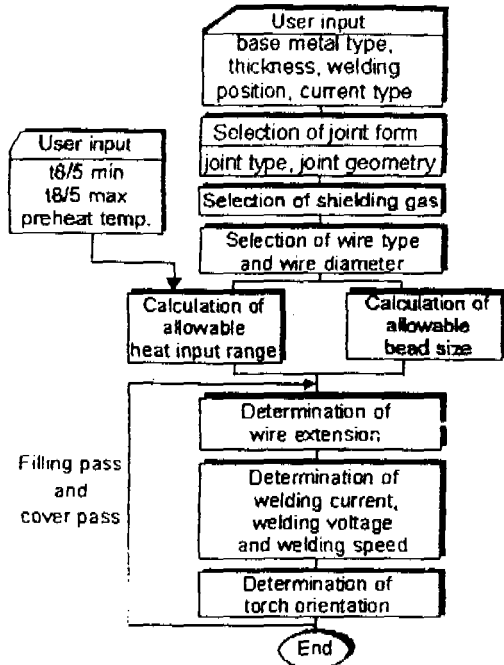 User input
base metal type,
thickness, welding
position, current type
Selection of joint form
joint type, joint geometry
User input
t8/5 min
t8/5 max
preheat temp.
Selection of shielding gas
Selection of wire type
and wire diameter
Calculation of
allowable
heat input range
Calculation of
allowable
bead size
Determination of
wire extension
Filling pass
and
cover pass
Determination of
welding current,
welding voltage
and welding speed
Determination of
torch orientation
End